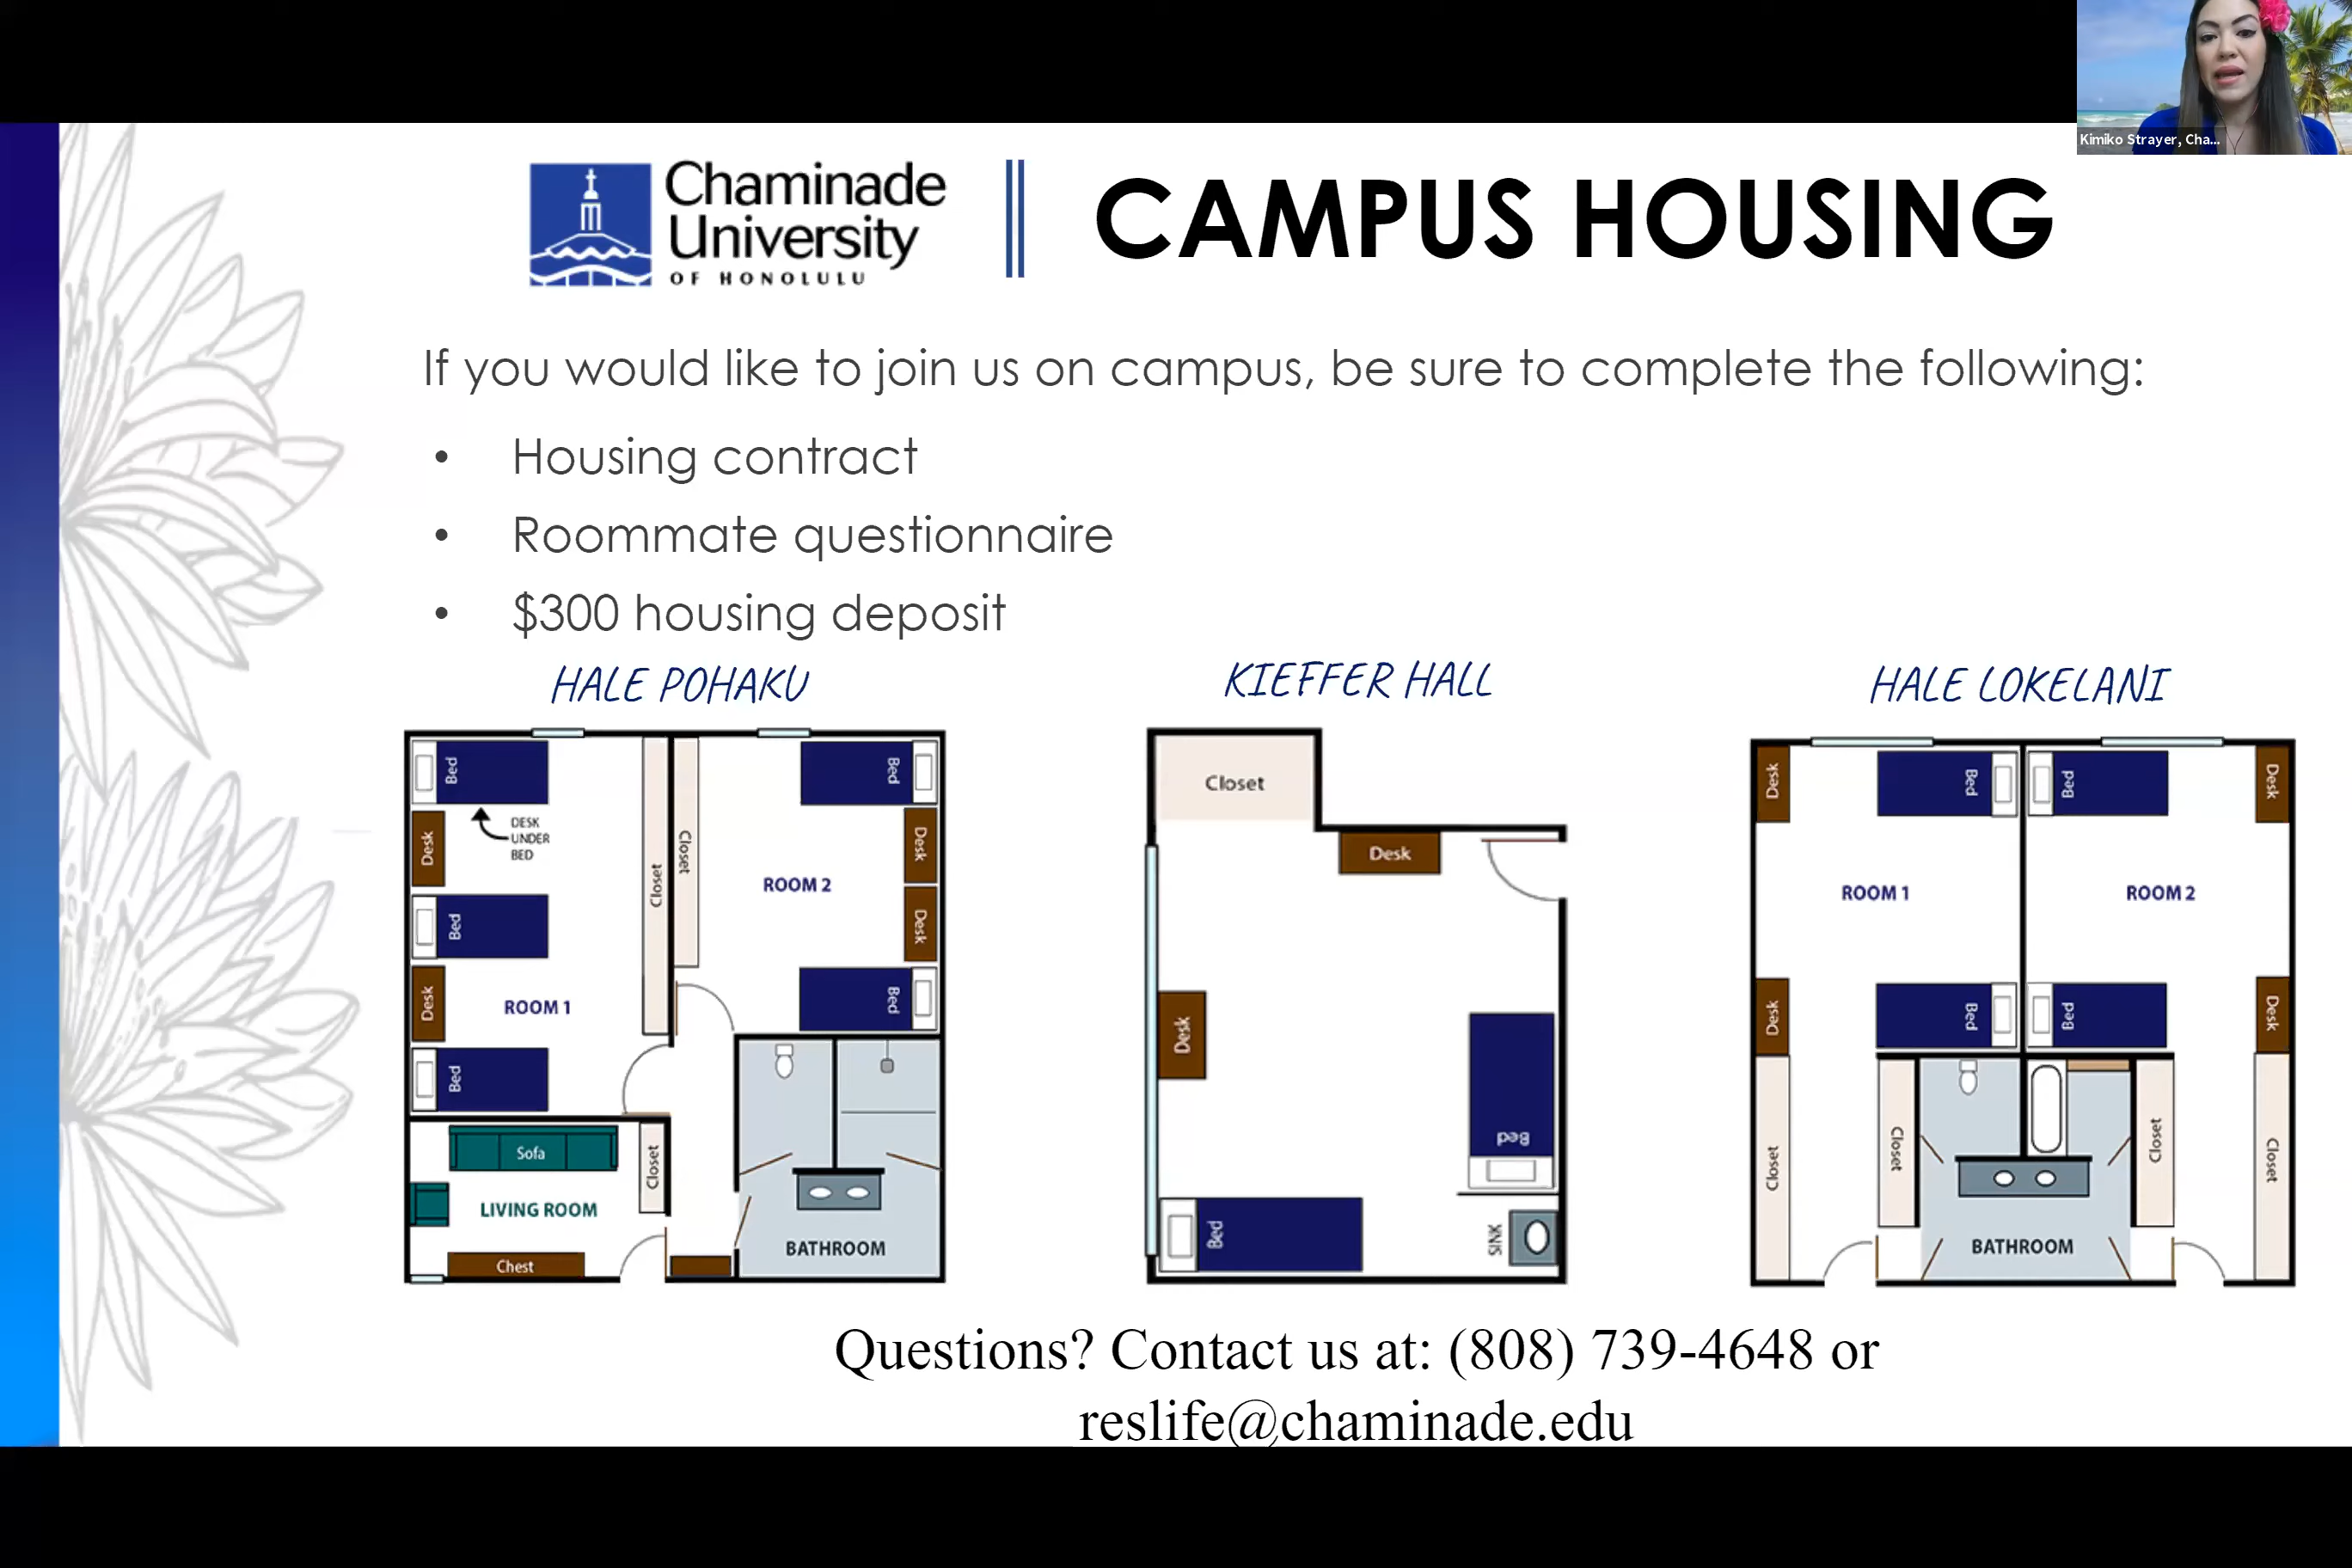 Kimiko Strayer, Cha...
Chaminade
University
OF HONOLULU
CAMPUS HOUSING
If you would like to join us on campus, be sure to complete the following:
• Housing contract
• Roommate questionnaire
• $300 housing deposit
HALE POHAKU
Bed
DESK
UNDER
BED
Desk
Bed
Desk
ROOM 1
Bed
Closet
Closet
ROOM 2
Bed
Desk
Desk
Bed
Sofa
Closet
LIVING ROOM
Chest
BATHROOM
KIEFFER HALL
Closet
Desk
Desk
Bed
Bed
SINK
HALE LOKELANI
Desk
Bed
Bed
Desk
ROOM 1
ROOM 2
Desk
Bed
Bed
Desk
Closet
Closet
Closet
Closet
BATHROOM
Questions? Contact us at: (808) 739-4648 or
reslife@chaminade.edu